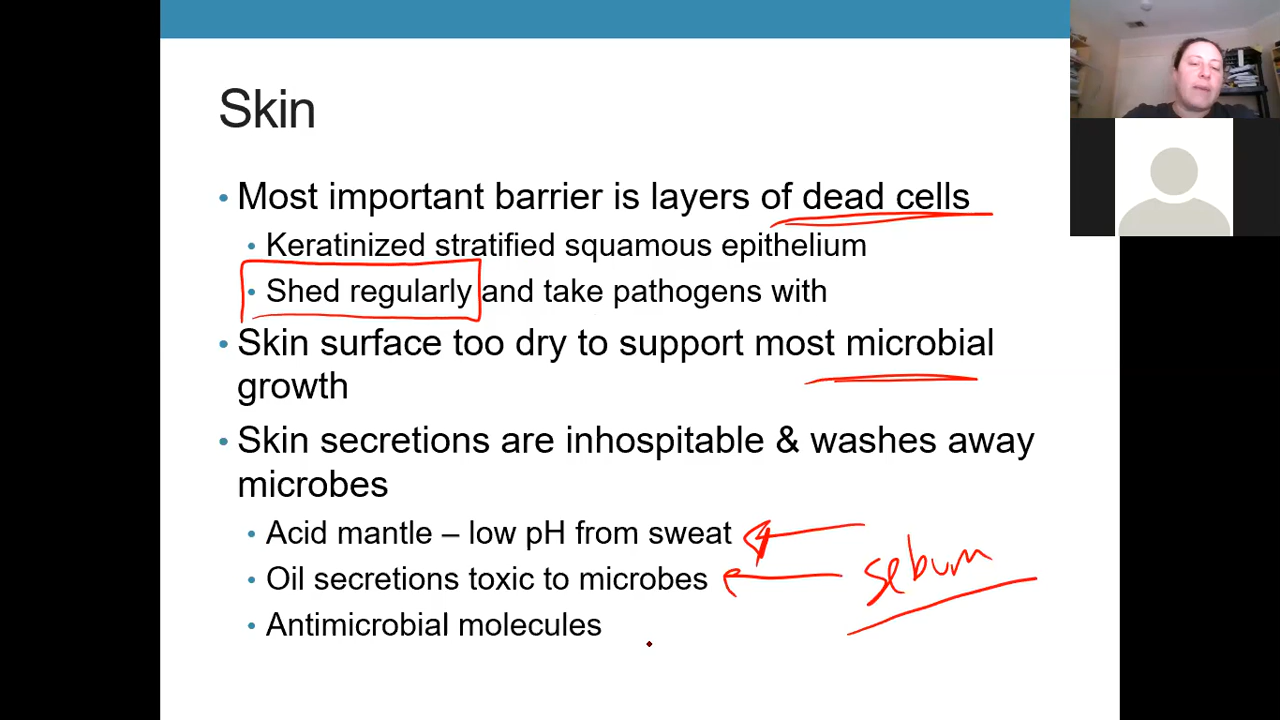 Skin
• Most important barrier is layers of dead cells
• Keratinized stratified squamous epithelium
• Shed regularly and take pathogens with
• Skin surface too dry to support most microbial
growth
• Skin secretions are inhospitable & washes away
microbes
• Acid mantle – low pH from sweat
• Oil secretions toxic to microbes
sebum
• Antimicrobial molecules